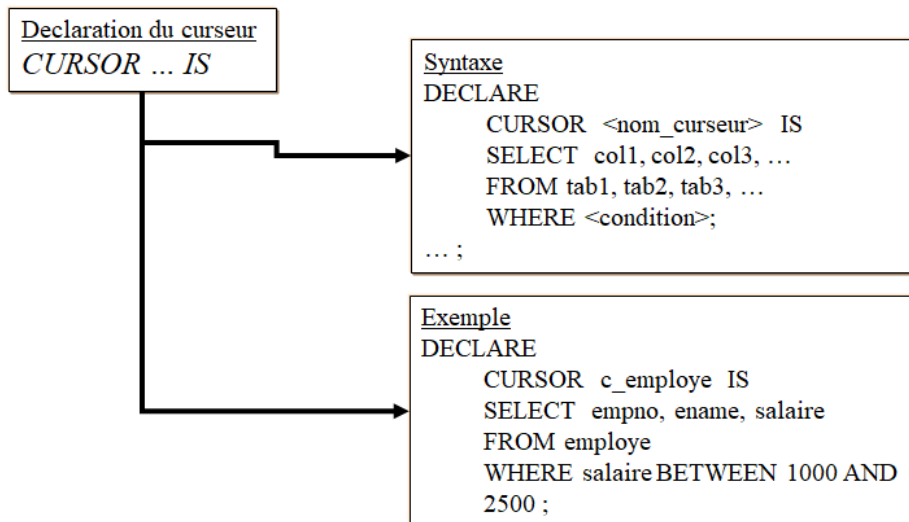 Declaration du curseur
CURSOR ... IS
Syntaxe
DECLARE
CURSOR <nom_curseur> IS
SELECT col1, col2, col3, ...
FROM tab1, tab2, tab3, ...
WHERE <condition>;
... ;
Exemple
DECLARE
CURSOR c_employe IS
SELECT empno, ename, salaire
FROM employe
WHERE salaire BETWEEN 1000 AND
2500 ;